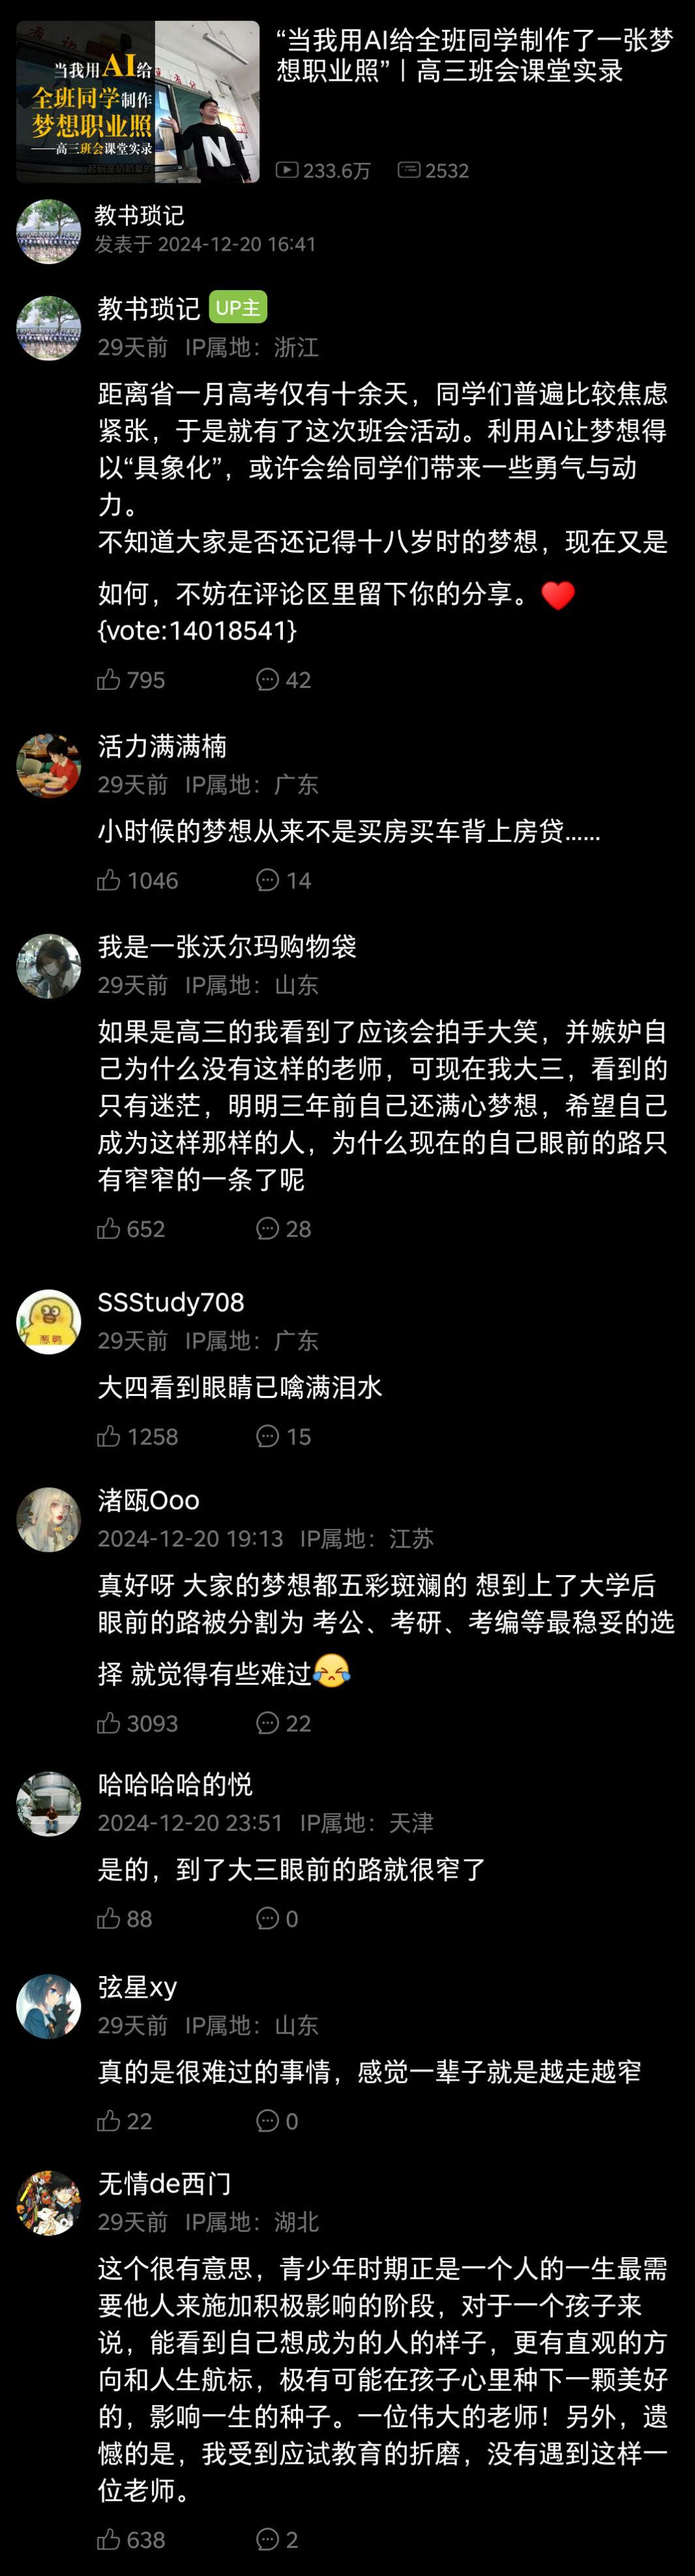 当我用AI给
全班同学制作
梦想职业照
——高三班会课堂实录
N
“当我用AI给全班同学制作了一张梦
想职业照”丨高三班会课堂实录
233.6万 2532
教书琐记
发表于 2024-12-20 16:41
教书琐记 UP主
29天前 IP属地：浙江
距离省一月高考仅有十余天，同学们普遍比较焦虑
紧张，于是就有了这次班会活动。利用AI让梦想得
以“具象化”，或许会给同学们带来一些勇气与动
力。
不知道大家是否还记得十八岁时的梦想，现在又是
如何，不妨在评论区里留下你的分享。❤️
{vote:14018541}
795 42
活力满满楠
29天前 IP属地：广东
小时候的梦想从来不是买房买车背上房贷......
1046 14
我是一张沃尔玛购物袋
29天前 IP属地：山东
如果是高三的我看到了应该会拍手大笑，并嫉妒自
己为什么没有这样的老师，可现在我大三，看到的
只有迷茫，明明三年前自己还满心梦想，希望自己
成为这样那样的人，为什么现在的自己眼前的路只
有窄窄的一条了呢
652 28
葱鸭
SSStudy708
29天前 IP属地：广东
大四看到眼睛已噙满泪水
1258 15
渚瓯Ooo
2024-12-20 19:13 IP属地：江苏
真好呀 大家的梦想都五彩斑斓的 想到上了大学后
眼前的路被分割为 考公、考研、考编等最稳妥的选
择 就觉得有些难过😭
3093 22
哈哈哈哈的悦
2024-12-20 23:51 IP属地：天津
是的，到了大三眼前的路就很窄了
88 0
弦星xy
29天前 IP属地：山东
真的是很难过的事情，感觉一辈子就是越走越窄
22 0
无情de西门
29天前 IP属地：湖北
这个很有意思，青少年时期正是一个人的一生最需
要他人来施加积极影响的阶段，对于一个孩子来
说，能看到自己想成为的人的样子，更有直观的方
向和人生航标，极有可能在孩子心里种下一颗美好
的，影响一生的种子。一位伟大的老师！另外，遗
憾的是，我受到应试教育的折磨，没有遇到这样一
位老师。
638 2